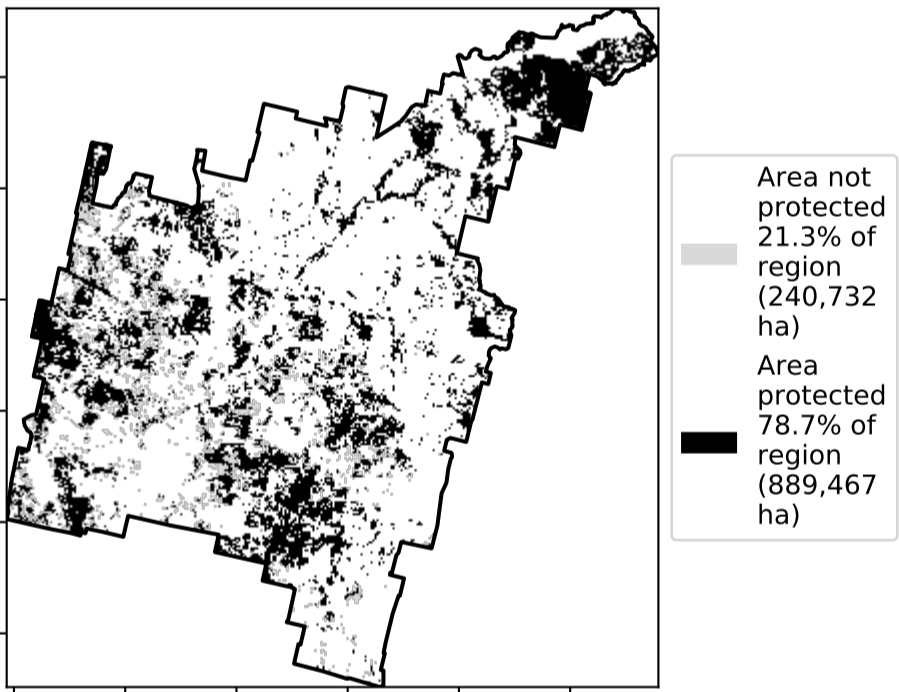 Area not
protected
21.3% of
region
(240,732
ha)
Area
protected
78.7% of
region
(889,467
ha)